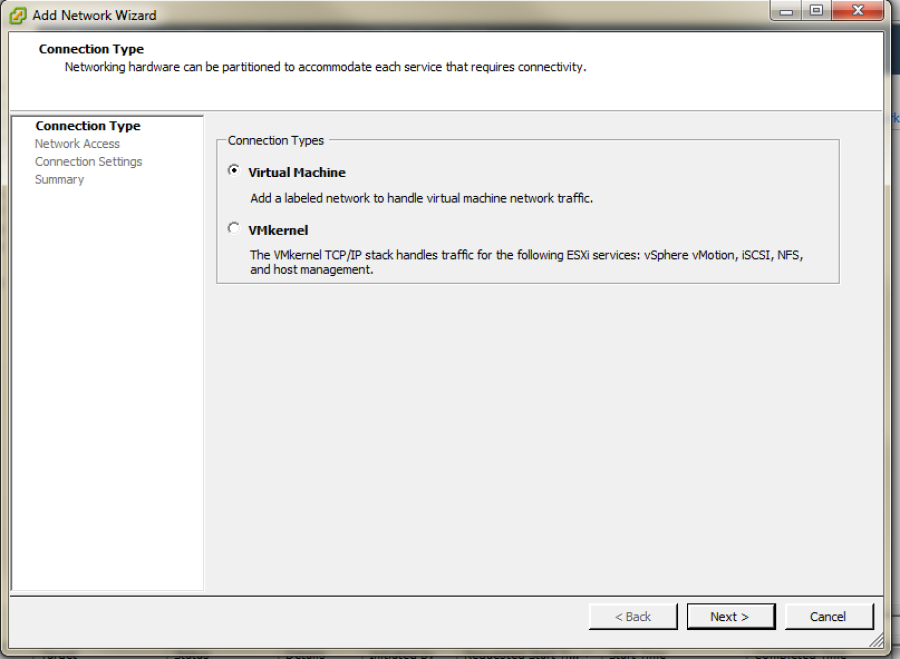 Add Network Wizard
Connection Type
Networking hardware can be partitioned to accommodate each service that requires connectivity.
Connection Type
Network Access
Connection Settings
Summary
Connection Types
Virtual Machine
Add a labeled network to handle virtual machine network traffic.
VMkernel
The VMkernel TCP/IP stack handles traffic for the following ESXi services: vSphere vMotion, iSCSI, NFS,
and host management.
< Back
Next >
Cancel